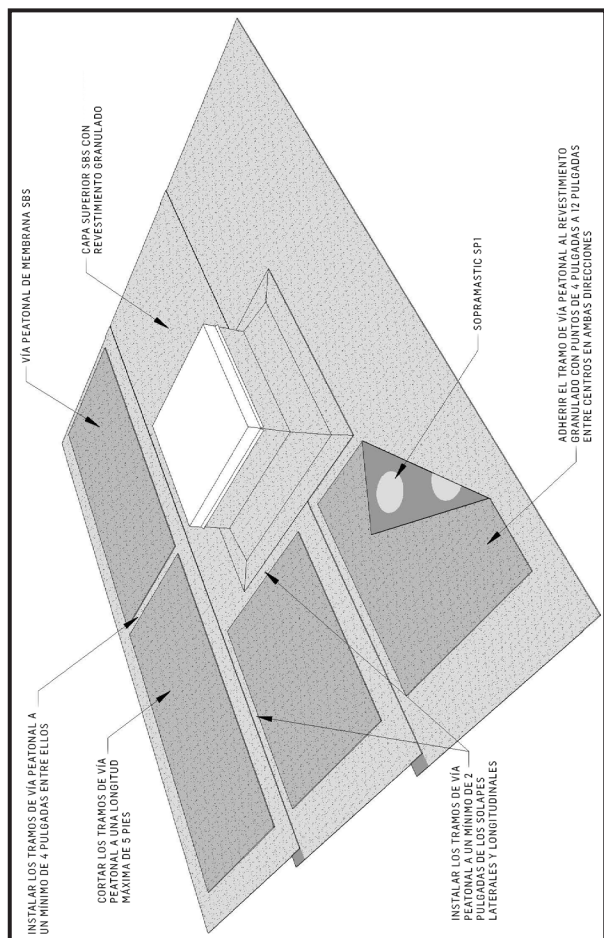 INSTALAR LOS TRAMOS DE VÍA PEATONAL A
UN MÍNIMO DE 4 PULGADAS ENTRE ELLOS
VÍA PEATONAL DE MEMBRANA SBS
CAPA SUPERIOR SBS CON
REVESTIMIENTO GRANULADO
CORTAR LOS TRAMOS DE VÍA
PEATONAL A UNA LONGITUD
MÁXIMA DE 5 PIES
SOPRAMASTIC SP1
INSTALAR LOS TRAMOS DE VÍA
PEATONAL A UN MÍNIMO DE 2
PULGADAS DE LOS SOLAPES
LATERALES Y LONGITUDINALES
ADHERIR EL TRAMO DE VÍA PEATONAL AL REVESTIMIENTO
GRANULADO CON PUNTOS DE 4 PULGADAS A 12 PULGADAS
ENTRE CENTROS EN AMBAS DIRECCIONES